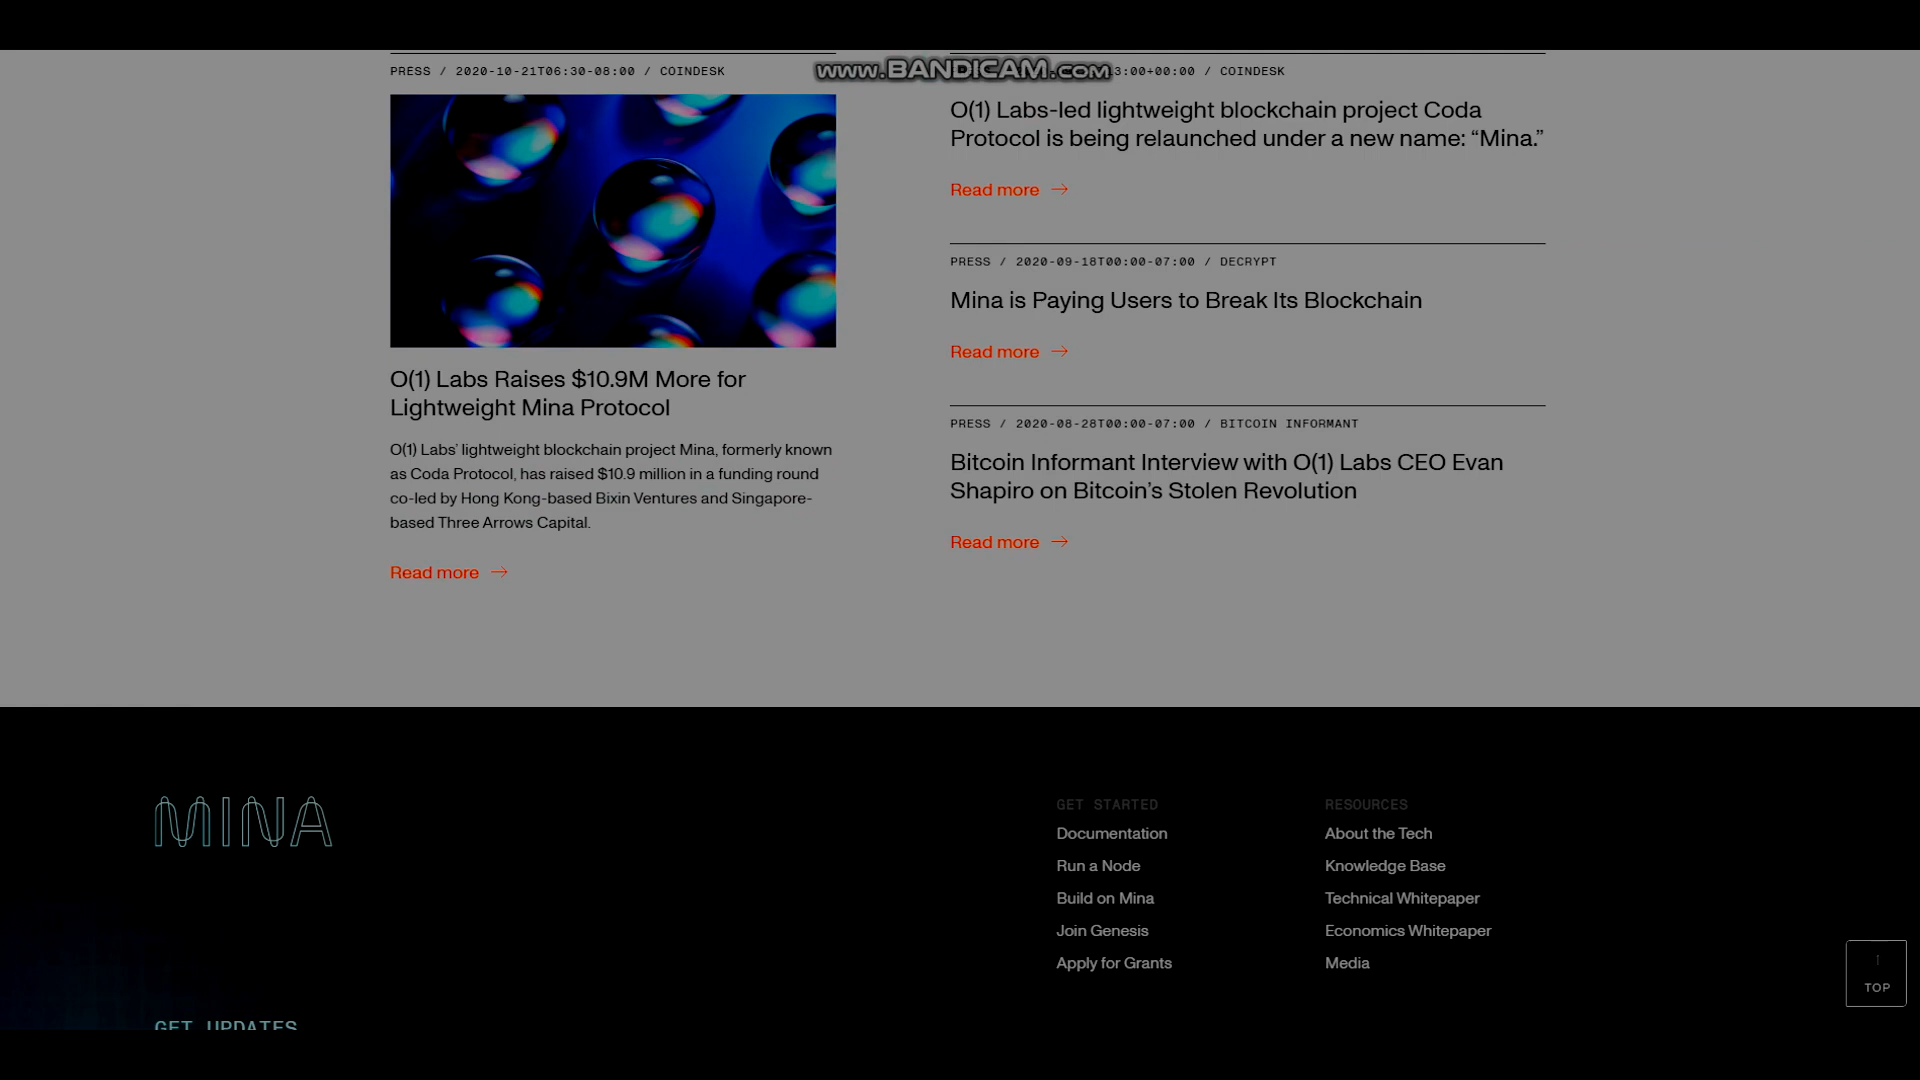 PRESS / 2020-10-21T06:30-08:00 / COINDESK
O(1) Labs Raises $10.9M More for
Lightweight Mina Protocol
O(1) Labs’ lightweight blockchain project Mina, formerly known
as Coda Protocol, has raised $10.9 million in a funding round
co-led by Hong Kong-based Bixin Ventures and Singapore-
based Three Arrows Capital.
Read more
www.BANDICAM.com
3:00+00:00 / COINDESK
O(1) Labs-led lightweight blockchain project Coda
Protocol is being relaunched under a new name: “Mina.”
Read more
PRESS / 2020-09-18T00:00-07:00 / DECRYPT
Mina is Paying Users to Break Its Blockchain
Read more
PRESS / 2020-08-28T00:00-07:00 / BITCOIN INFORMANT
Bitcoin Informant Interview with O(1) Labs CEO Evan
Shapiro on Bitcoin’s Stolen Revolution
Read more
MINA
GET UPDATES
GET STARTED
Documentation
Run a Node
Build on Mina
Join Genesis
Apply for Grants
RESOURCES
About the Tech
Knowledge Base
Technical Whitepaper
Economics Whitepaper
Media
TOP